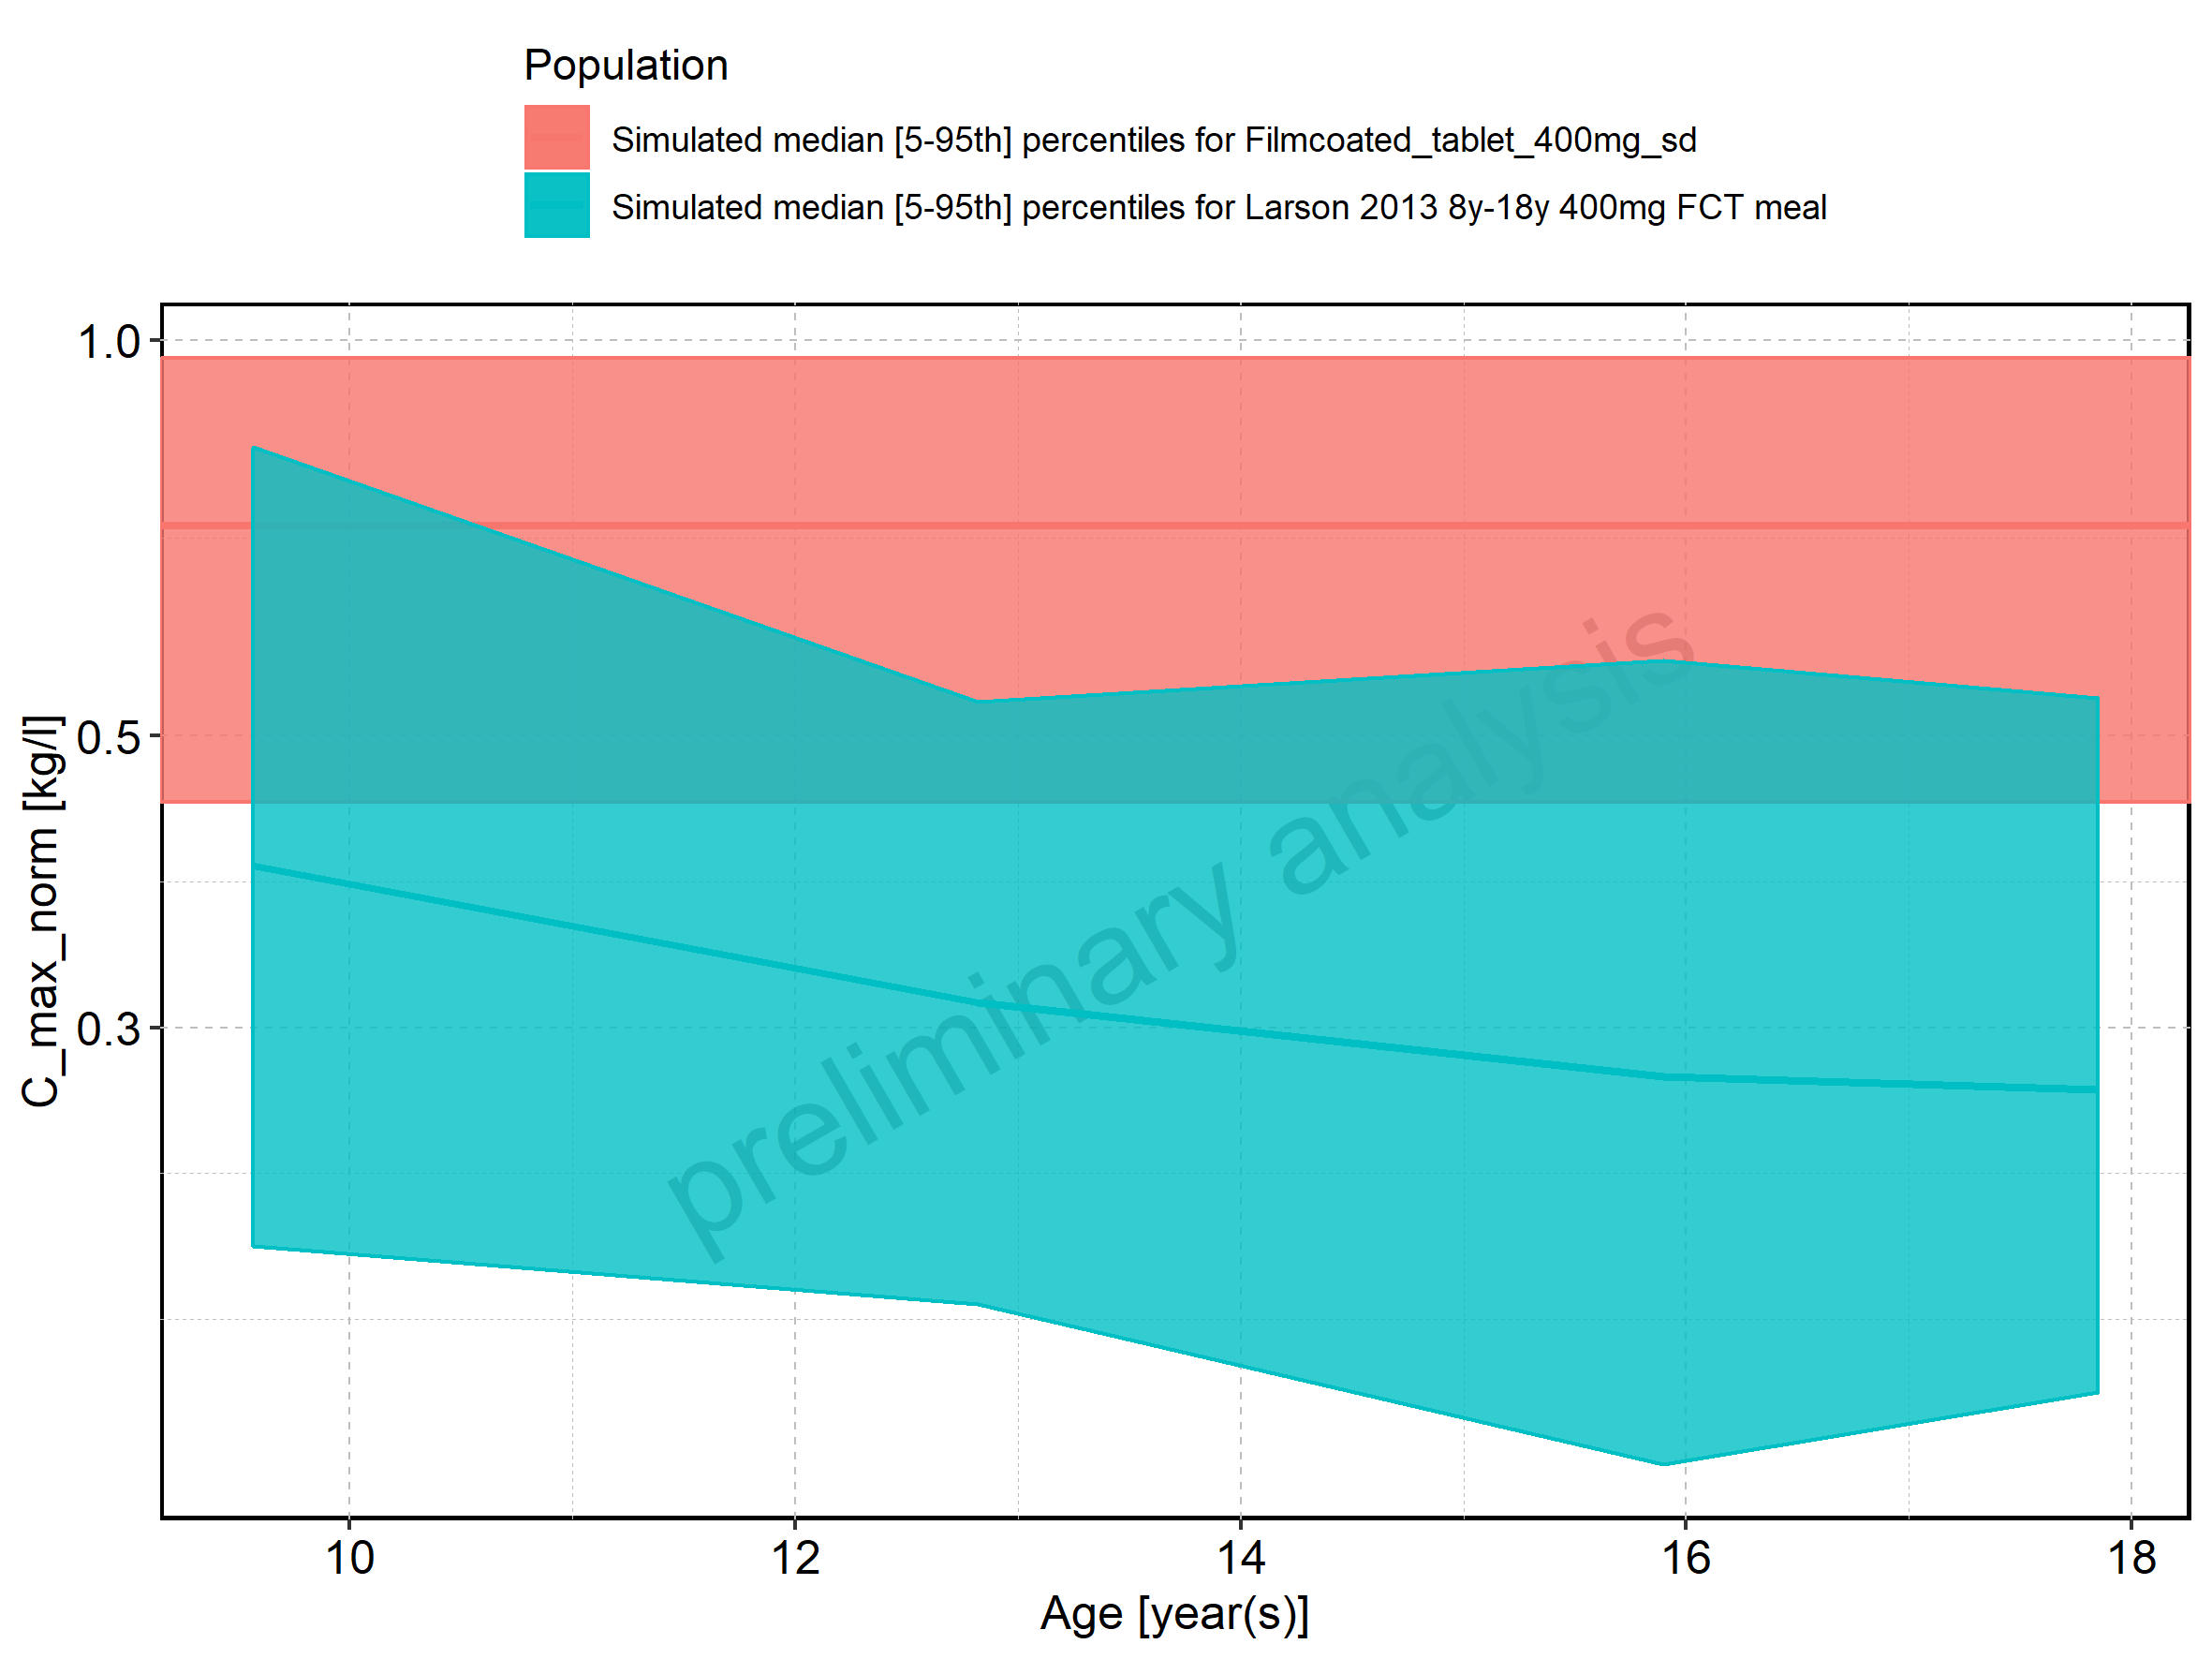 Population
Simulated median [5-95th] percentiles for Filmcoated_tablet_400mg_sd
Simulated median [5-95th] percentiles for Larson 2013 8y-18y 400mg FCT meal
1.0
0.5
0.3
C_max_norm [kg/l]
preliminary analysis
10 12 14 16 18
Age [year(s)]